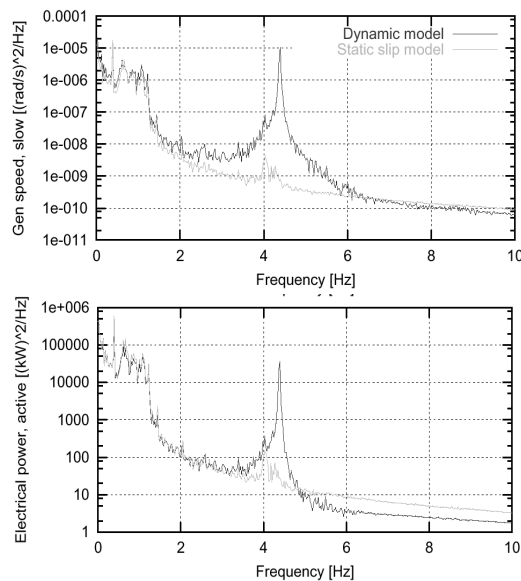 Gen speed, slow [(rad/s)^2/Hz]
0.0001
1e-005
1e-006
1e-007
1e-008
1e-009
1e-010
1e-011
Dynamic model
Static slip model
0 2 4 6 8 10
Frequency [Hz]
Electrical power, active [(kW)^2/Hz]
1e+006
100000
10000
1000
100
10
1
0 2 4 6 8 10
Frequency [Hz]